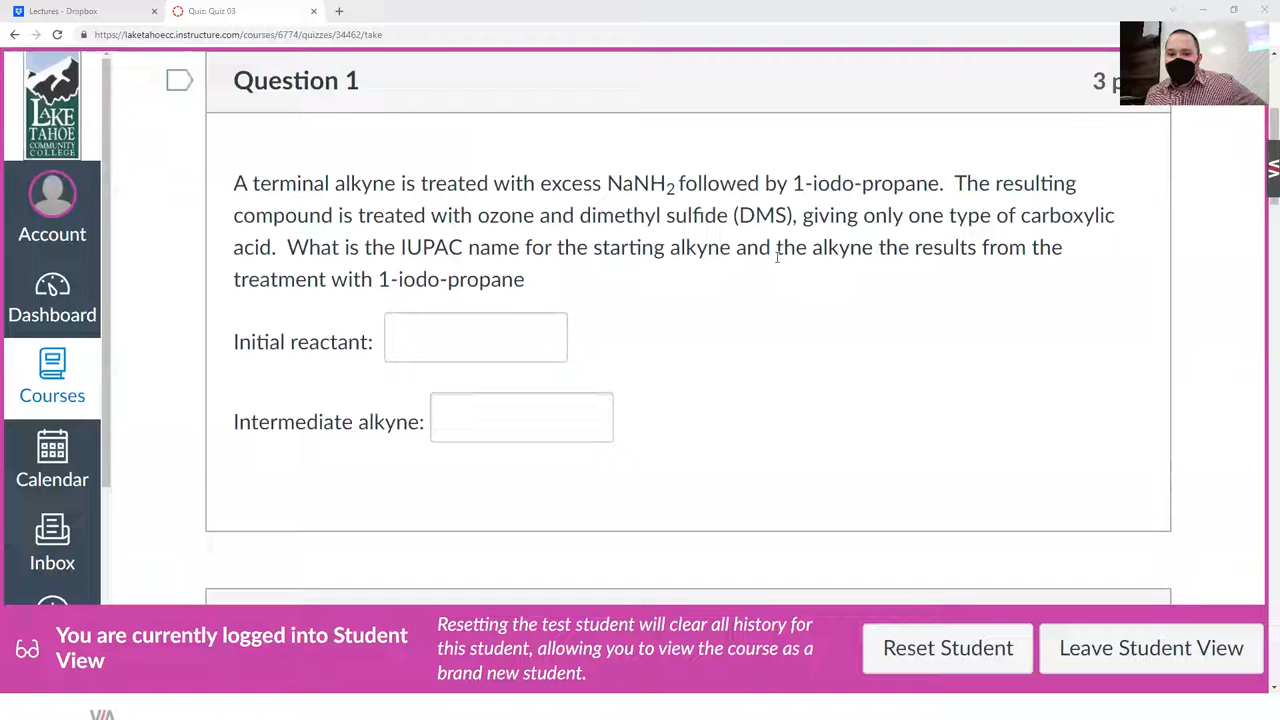 Lectures - Dropbox
Quiz: Quiz 03
https://laketahoecc.instructure.com/courses/6774/quizzes/34462/take
LAKE
TAHOE
COMMUNITY
COLLEGE
Account
Dashboard
Courses
Calendar
Inbox
Question 1
3 p
A terminal alkyne is treated with excess NaNH2 followed by 1-iodo-propane. The resulting
compound is treated with ozone and dimethyl sulfide (DMS), giving only one type of carboxylic
acid. What is the IUPAC name for the starting alkyne and the alkyne the results from the
treatment with 1-iodo-propane
Initial reactant:
Intermediate alkyne:
You are currently logged into Student
View
Resetting the test student will clear all history for
this student, allowing you to view the course as a
brand new student.
Reset Student
Leave Student View